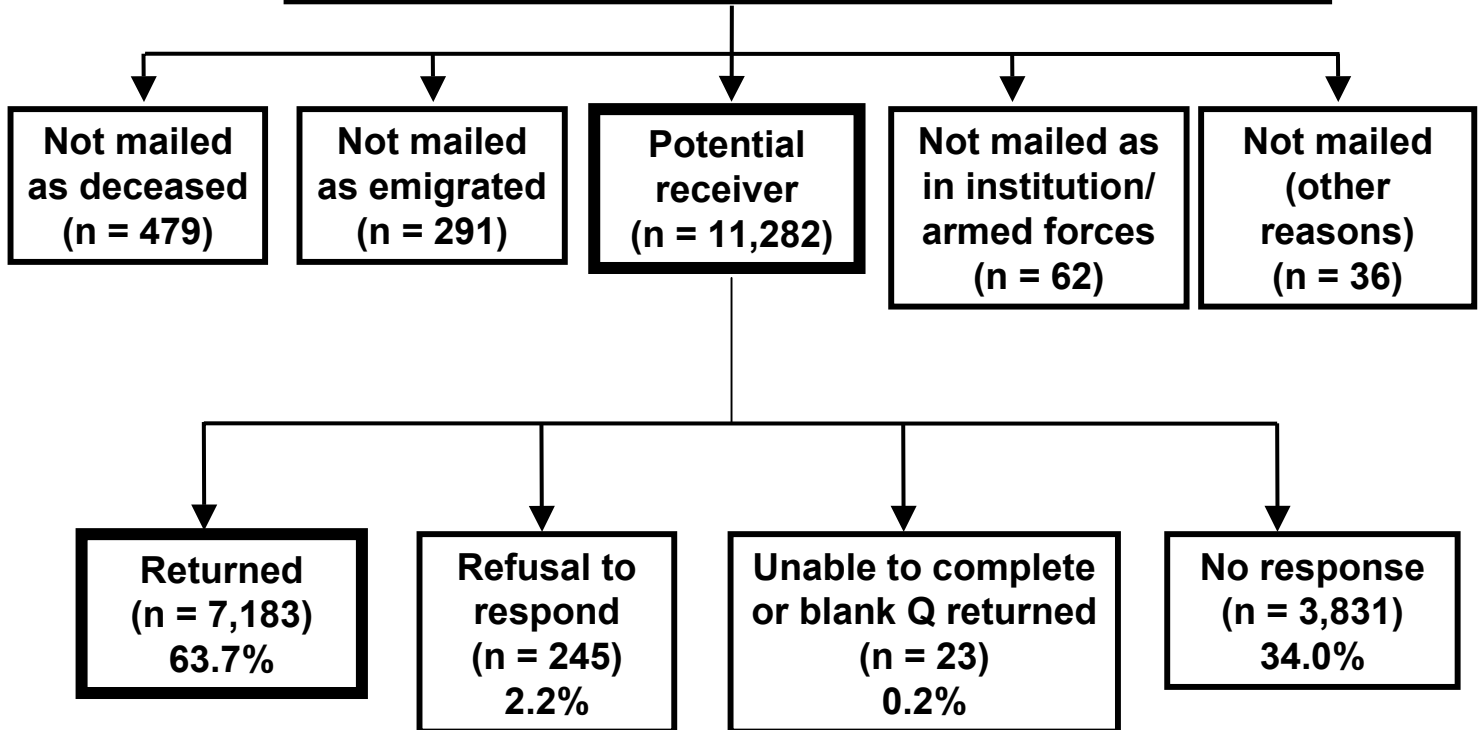 Not mailed
as deceased
(n = 479)
Not mailed
as emigrated
(n = 291)
Potential
receiver
(n = 11,282)
Not mailed as
in institution/
armed forces
(n = 62)
Not mailed
(other
reasons)
(n = 36)
Returned
(n = 7,183)
63.7%
Refusal to
respond
(n = 245)
2.2%
Unable to complete
or blank Q returned
(n = 23)
0.2%
No response
(n = 3,831)
34.0%